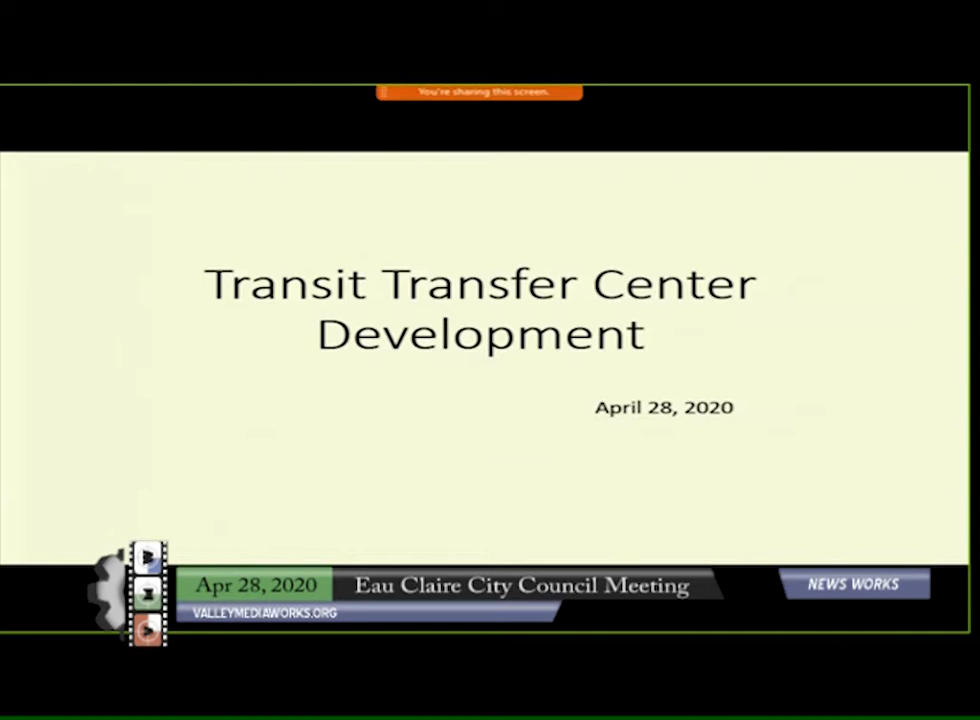 You're sharing this screen.
Transit Transfer Center
Development
April 28, 2020
Apr 28, 2020
Eau Claire City Council Meeting
NEWS WORKS
VALLEYMEDIAWORKS.ORG